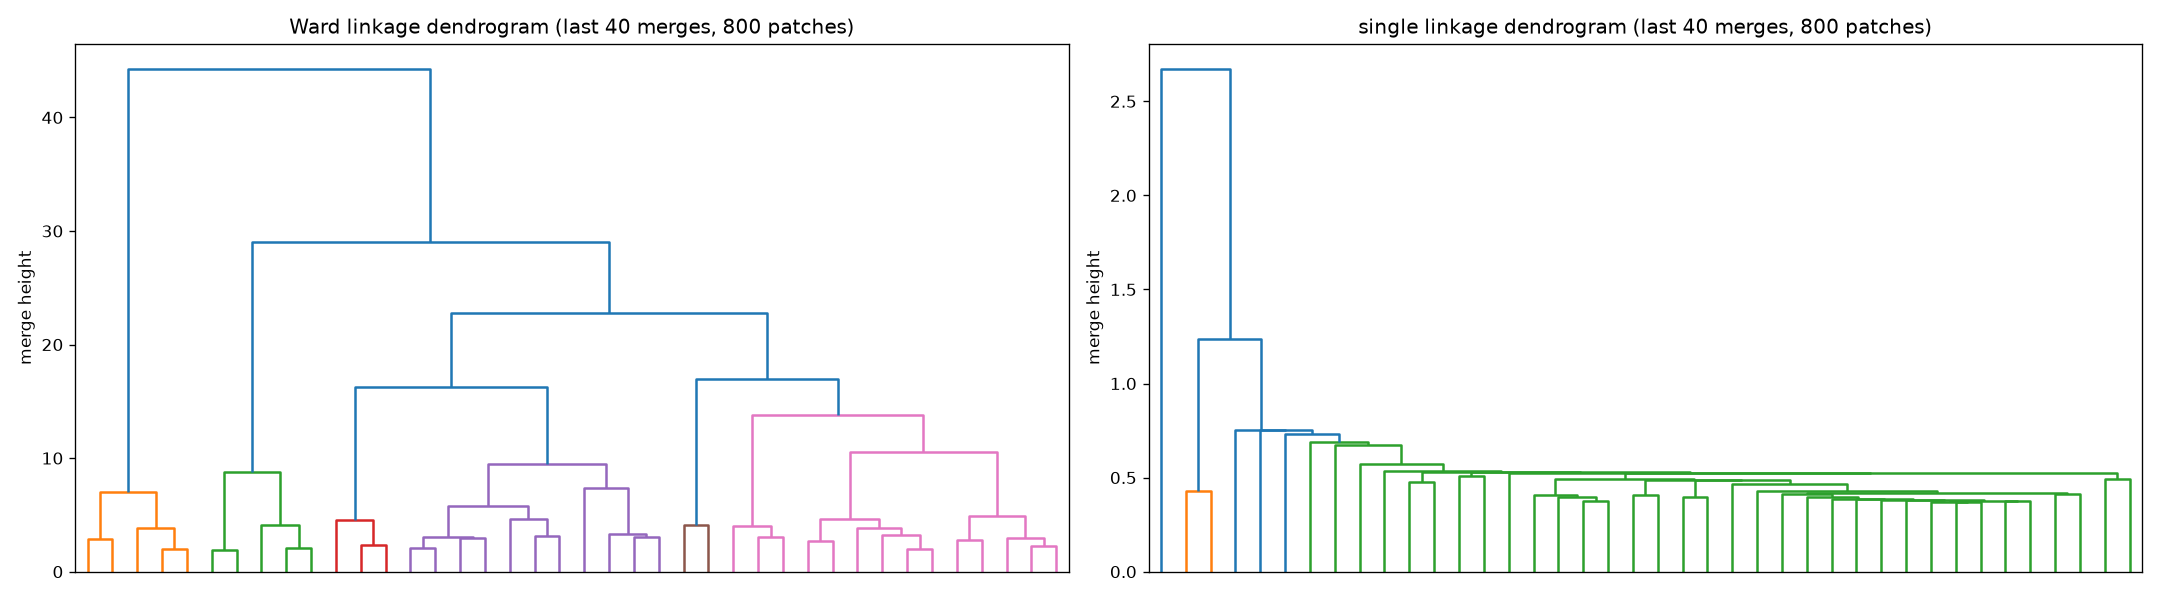 Ward linkage dendrogram (last 40 merges, 800 patches)
merge height
40
30
20
10
0
single linkage dendrogram (last 40 merges, 800 patches)
merge height
2.5
2.0
1.5
1.0
0.5
0.0